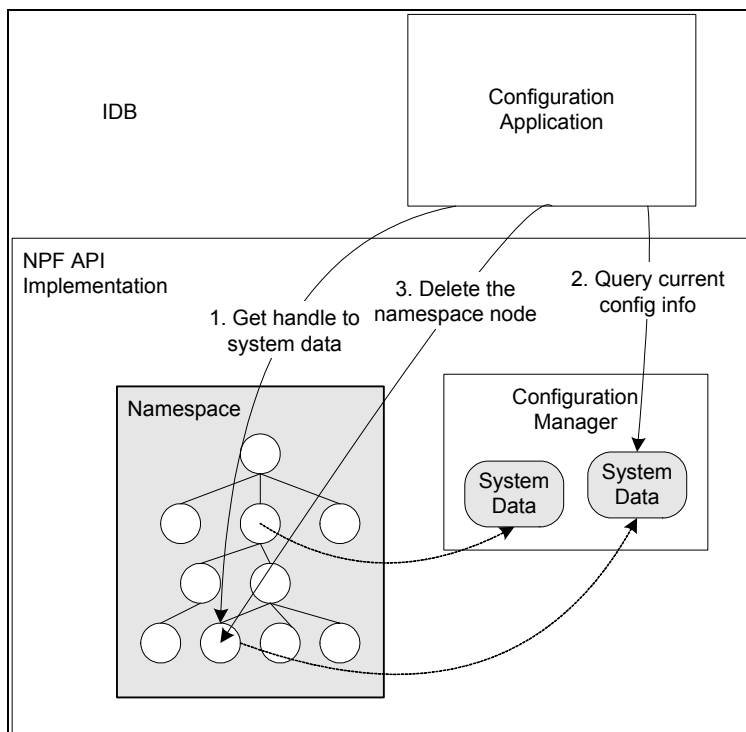 IDB
Configuration
Application
NPF API
Implementation
1. Get handle to
system data
3. Delete the
namespace node
2. Query current
config info
Namespace
Configuration
Manager
System
Data
System
Data